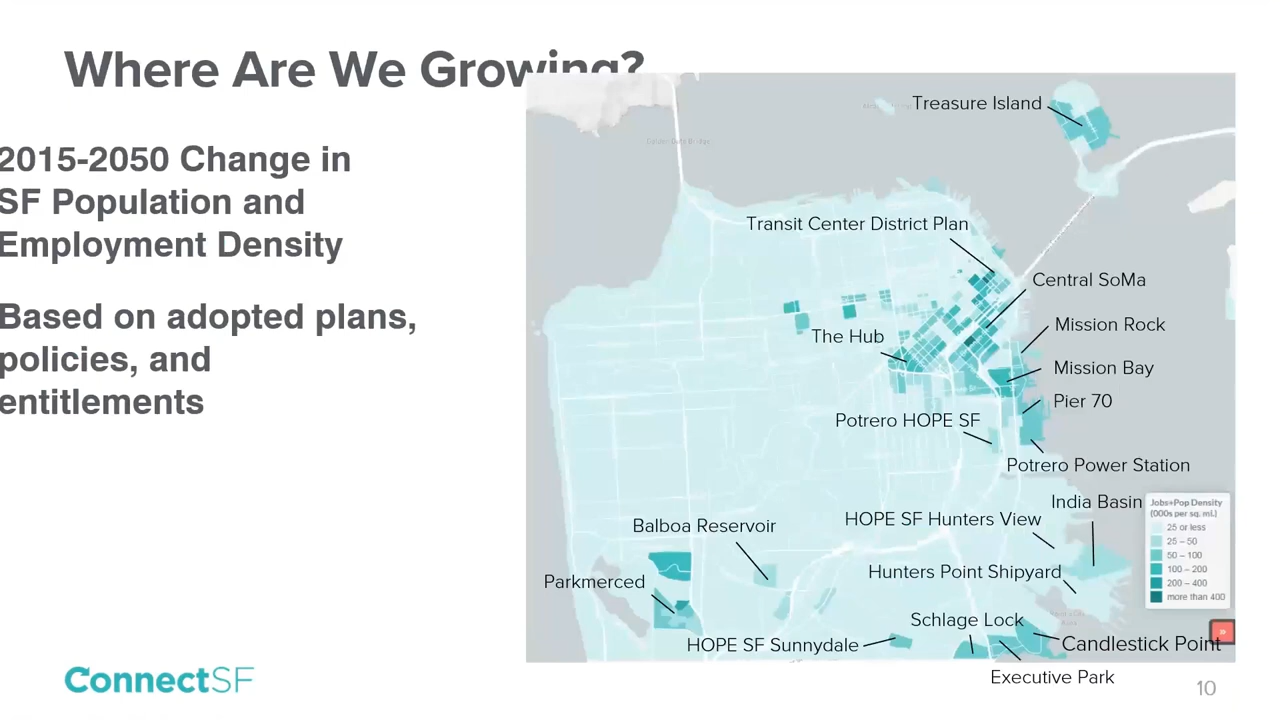 Where Are We Growing?
2015-2050 Change in
SF Population and
Employment Density
Based on adopted plans,
policies, and
entitlements
Treasure Island
Golden Gate Bridge
Transit Center District Plan
Central SoMa
Mission Rock
The Hub
Mission Bay
Pier 70
Potrero HOPE SF
Potrero Power Station
India Basin
Jobs+Pop Density
(000s per sq. mi.)
25 or less
25 – 50
50 – 100
100 – 200
200 – 400
more than 400
HOPE SF Hunters View
Balboa Reservoir
Hunters Point Shipyard
Parkmerced
Schlage Lock
»
HOPE SF Sunnydale
Candlestick Point
Executive Park
ConnectSF
10